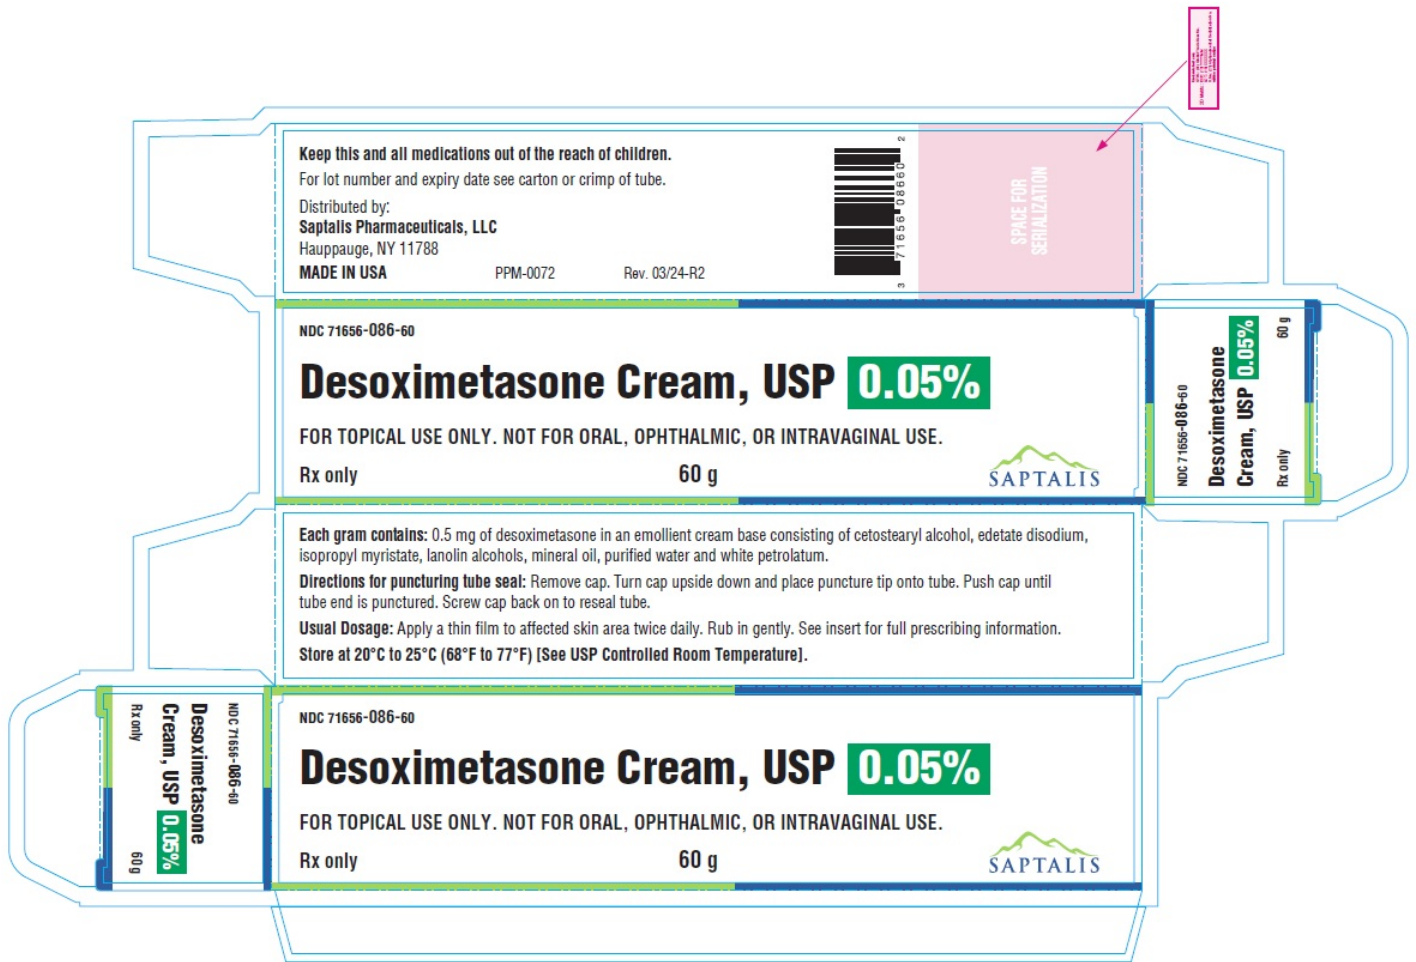 Keep this and all medications out of the reach of children.
For lot number and expiry date see carton or crimp of tube.
Distributed by:
Saptalis Pharmaceuticals, LLC
Hauppauge, NY 11788
MADE IN USA PPM-0072 Rev. 03/24-R2
3 71656 08660 2
SPACE FOR
SERIALIZATION
NDC 71656-086-60
Desoximetasone Cream, USP 0.05%
FOR TOPICAL USE ONLY. NOT FOR ORAL, OPHTHALMIC, OR INTRAVAGINAL USE.
Rx only 60 g
SAPTALIS
NDC 71656-086-60
Desoximetasone
Cream, USP 0.05%
Rx only 60 g
Each gram contains: 0.5 mg of desoximetasone in an emollient cream base consisting of cetostearyl alcohol, edetate disodium,
isopropyl myristate, lanolin alcohols, mineral oil, purified water and white petrolatum.
Directions for puncturing tube seal: Remove cap. Turn cap upside down and place puncture tip onto tube. Push cap until
tube end is punctured. Screw cap back on to reseal tube.
Usual Dosage: Apply a thin film to affected skin area twice daily. Rub in gently. See insert for full prescribing information.
Store at 20°C to 25°C (68°F to 77°F) [See USP Controlled Room Temperature].
NDC 71656-086-60
Desoximetasone
Cream, USP 0.05%
Rx only 60g
NDC 71656-086-60
Desoximetasone Cream, USP 0.05%
FOR TOPICAL USE ONLY. NOT FOR ORAL, OPHTHALMIC, OR INTRAVAGINAL USE.
Rx only 60 g
SAPTALIS